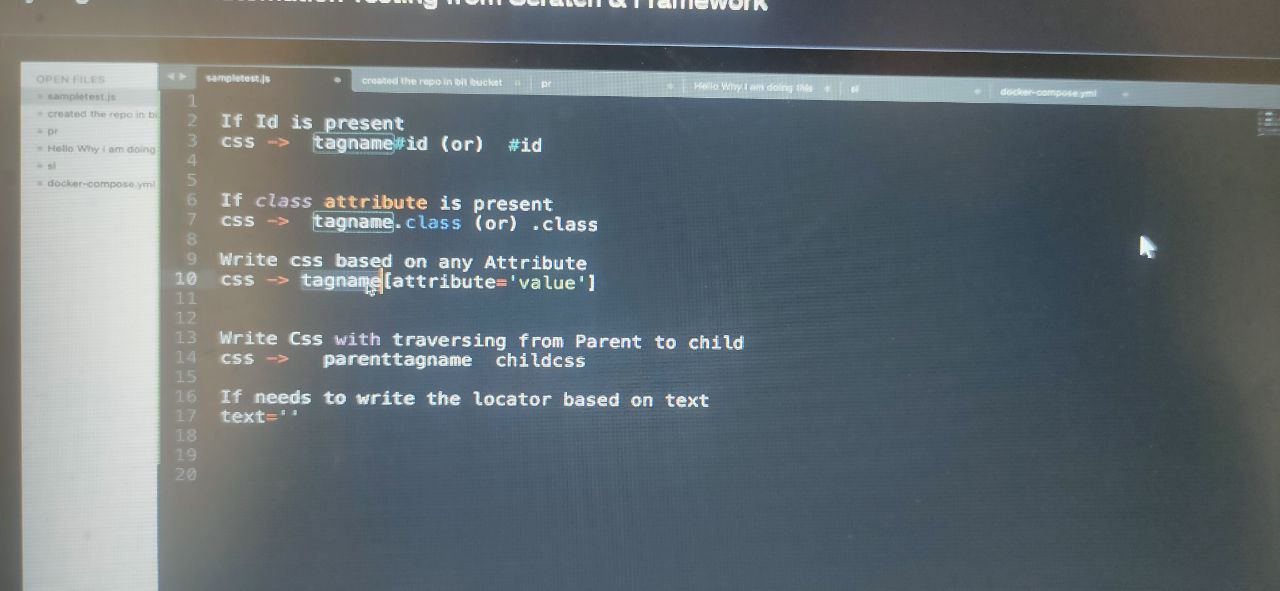 Testing from Scratch & Framework
OPEN FILES
sampletest.js
created the repo in bi
pr
Hello Why i am doing
sl
docker-compose.yml
sampletest.js
created the repo in bit bucket
pr
Hello Why I am doing this
sl
docker-compose.yml
1
2 If Id is present
3 css -> tagname#id (or) #id
4
5
6 If class attribute is present
7 css -> tagname.class (or) .class
8
9 Write css based on any Attribute
10 css -> tagname[attribute='value']
11
12
13 Write Css with traversing from Parent to child
14 css -> parenttagname childcss
15
16 If needs to write the locator based on text
17 text=''
18
19
20